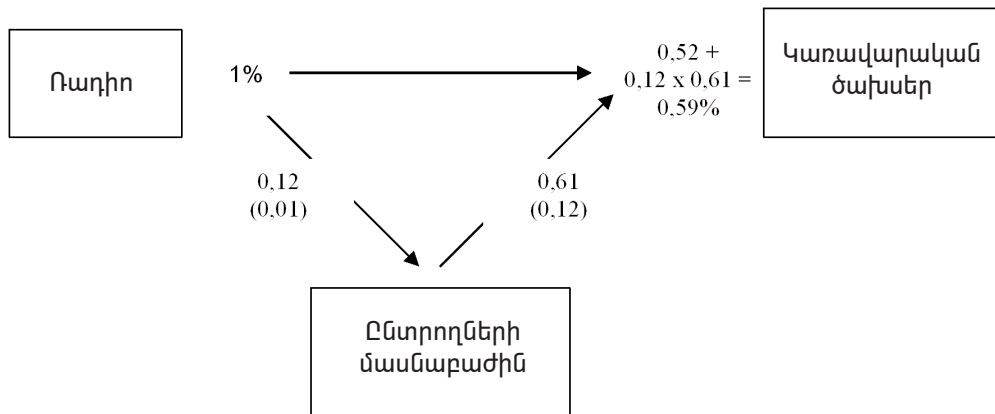 Ռադիո
1%
0,52 +
0,12 x 0,61 =
0,59%
Կառավարական
ծախսեր
0,12
(0,01)
0,61
(0,12)
Ընտրողների
մասնաբաժին